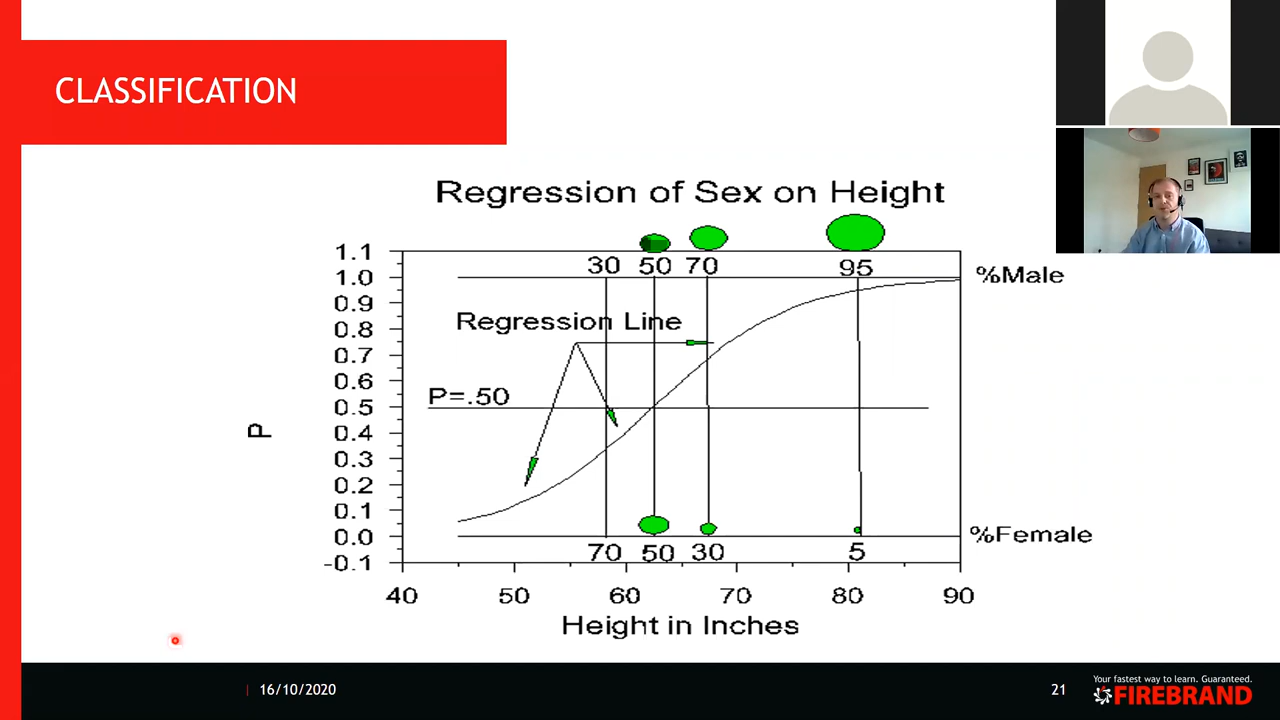 CLASSIFICATION
Regression of Sex on Height
1.1
1.0
0.9
0.8
0.7
0.6
0.5
0.4
0.3
0.2
0.1
0.0
-0.1
P
30 50 70 95
%Male
Regression Line
P=.50
%Female
70 50 30 5
40 50 60 70 80 90
Height in Inches
16/10/2020
21
Your fastest way to learn. Guaranteed.
FIREBRAND